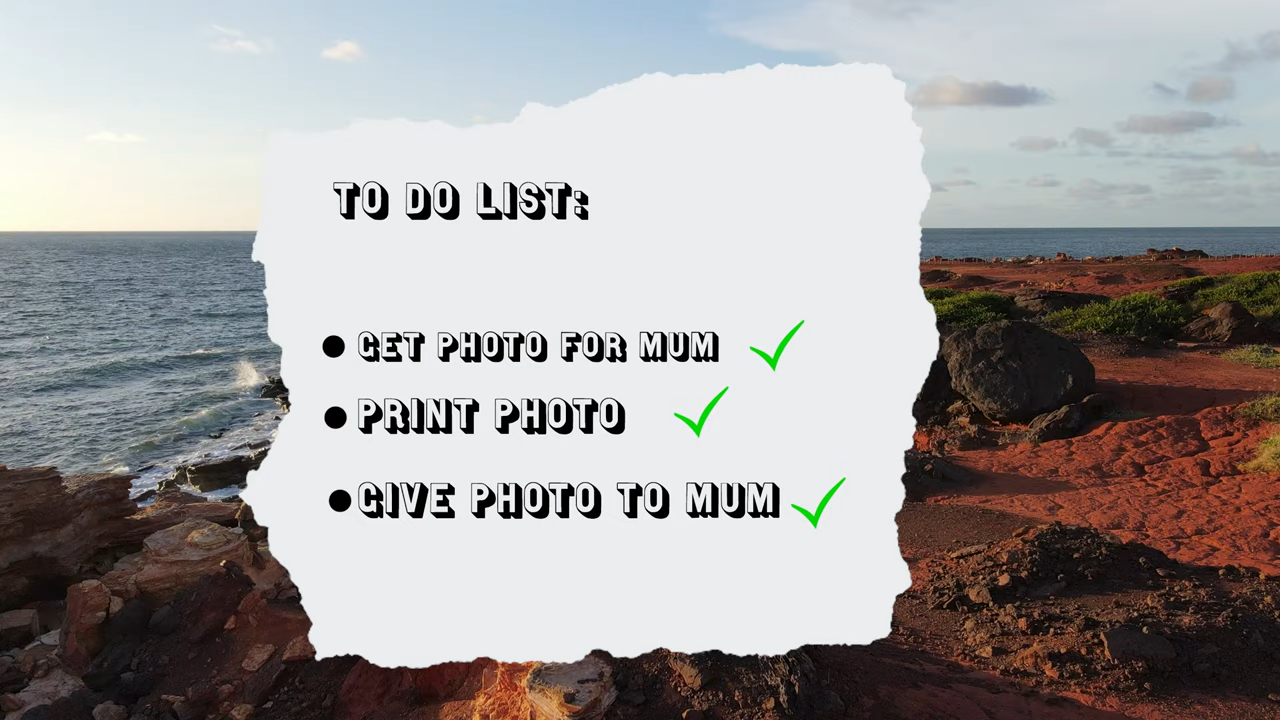 TO DO LIST:
● GET PHOTO FOR MUM ✓
● PRINT PHOTO ✓
● GIVE PHOTO TO MUM ✓